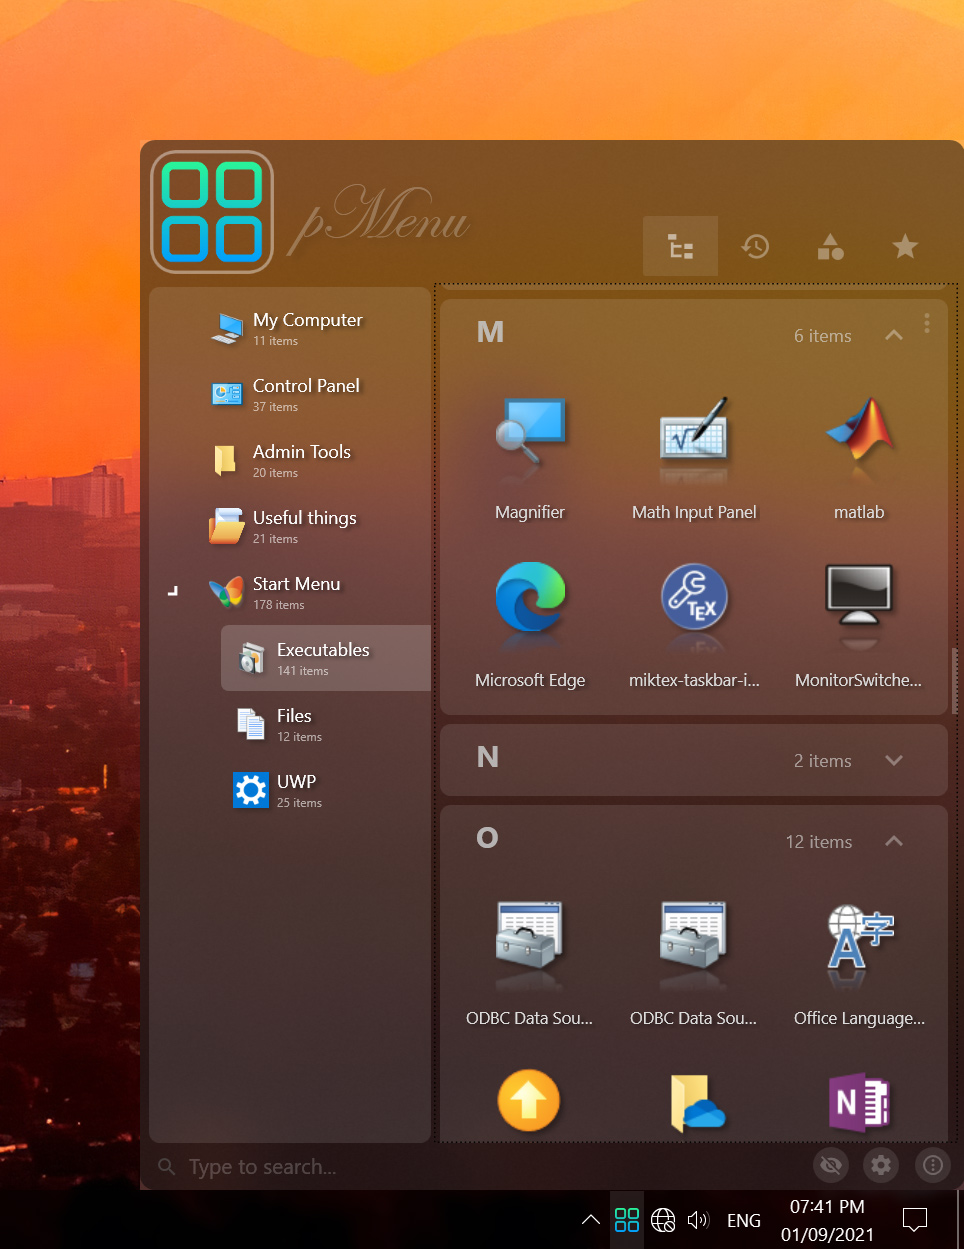 pMenu
My Computer
11 items
Control Panel
37 items
Admin Tools
20 items
Useful things
21 items
Start Menu
178 items
Executables
141 items
Files
12 items
UWP
25 items
M
6 items
Magnifier
Math Input Panel
matlab
TEX
Microsoft Edge
miktex-taskbar-i...
MonitorSwitche...
N
2 items
O
12 items
A字
ODBC Data Sou...
ODBC Data Sou...
Office Language...
N
Type to search...
ENG
07:41 PM
01/09/2021